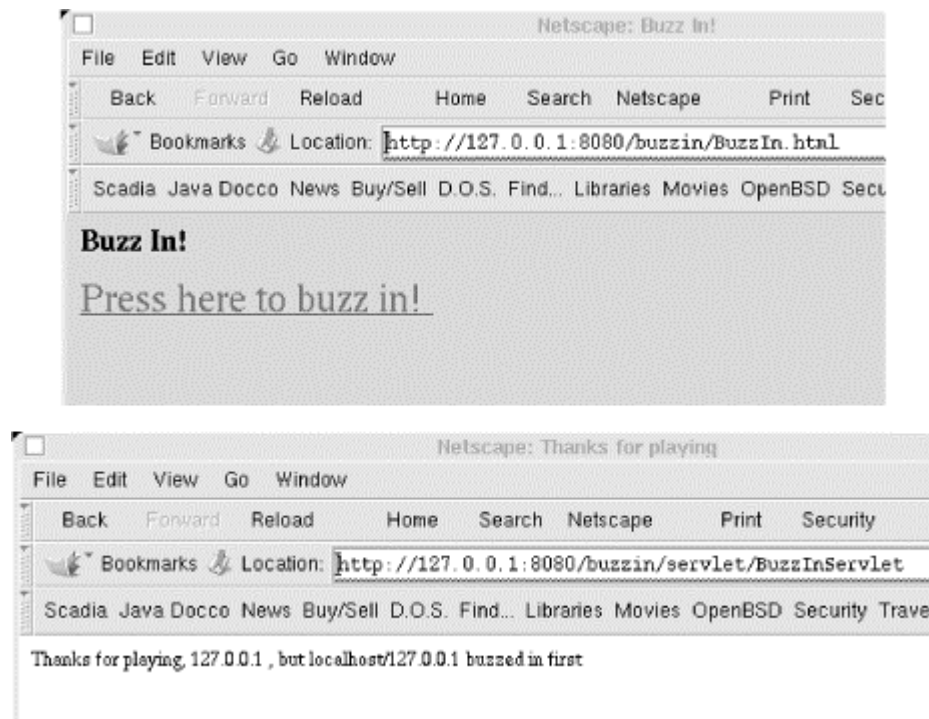 Netscape: Buzz In!
File Edit View Go Window
Back Forward Reload Home Search Netscape Print Sec
Bookmarks Location: http://127.0.0.1:8080/buzzin/BuzzIn.html
Scadia Java Docco News Buy/Sell D.O.S. Find... Libraries Movies OpenBSD Secu
Buzz In!
Press here to buzz in!
Netscape: Thanks for playing
File Edit View Go Window
Back Forward Reload Home Search Netscape Print Security
Bookmarks Location: http://127.0.0.1:8080/buzzin/servlet/BuzzInServlet
Scadia Java Docco News Buy/Sell D.O.S. Find... Libraries Movies OpenBSD Security Trave
Thanks for playing, 127.0.0.1 , but localhost/127.0.0.1 buzzed in first